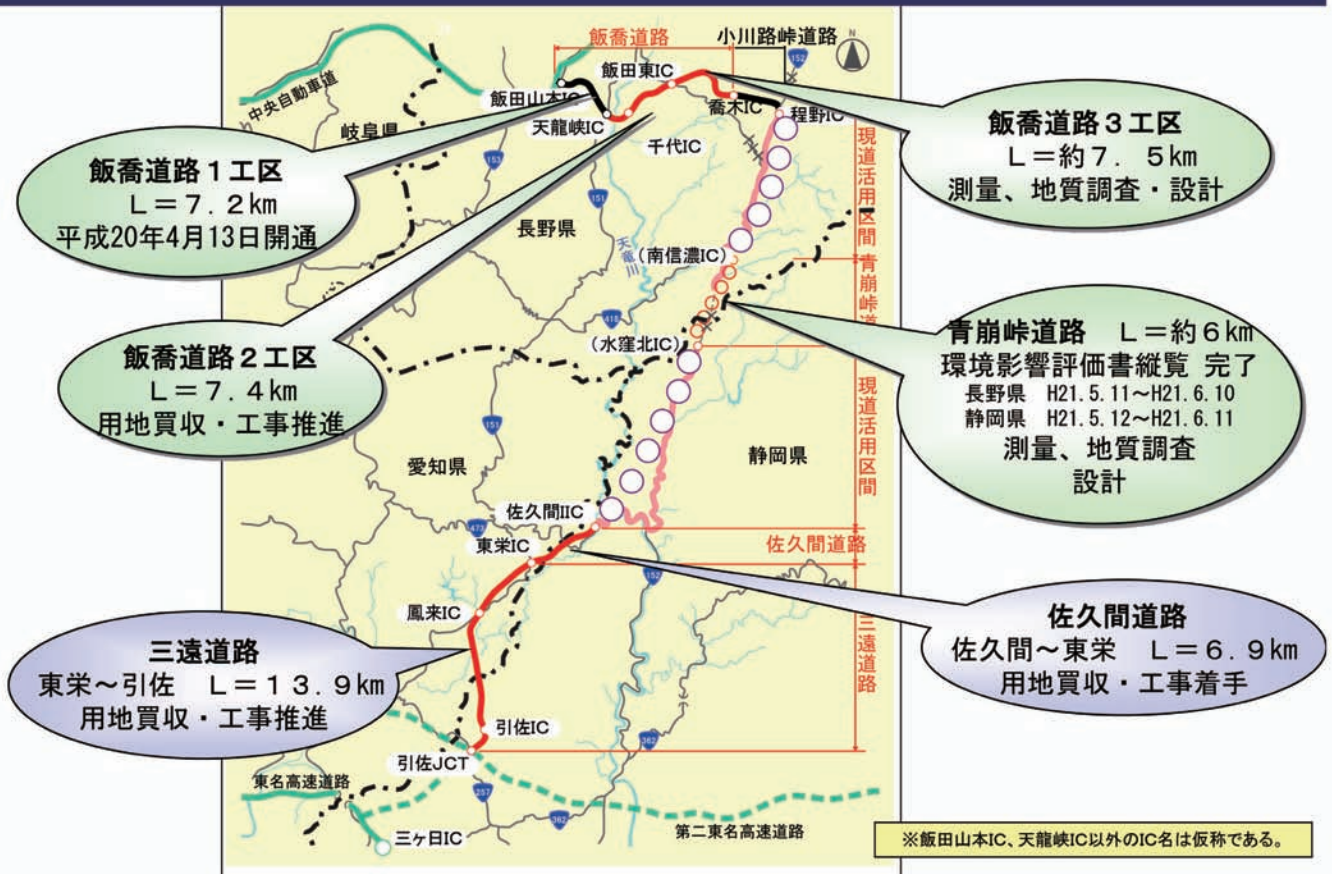 飯喬道路
小川路峠道路
N
152
飯田東IC
中央自動車道
飯田山本IC
喬木IC
程野IC
天龍峡IC
岐阜県
千代IC
153
151
長野県
天竜川
現道活用区間
(南信濃IC)
青崩峠道
418
(水窪北IC)
現道活用区間
151
愛知県
静岡県
佐久間IIC
473
東栄IC
佐久間道路
152
鳳来IC
三遠道路
引佐IC
362
引佐JCT
東名高速道路
257
362
第二東名高速道路
三ヶ日IC
飯喬道路1工区
L=7.2km
平成20年4月13日開通
飯喬道路2工区
L=7.4km
用地買収・工事推進
三遠道路
東栄~引佐 L=13.9km
用地買収・工事推進
飯喬道路3工区
L=約7.5km
測量、地質調査・設計
青崩峠道路 L=約6km
環境影響評価書縦覧 完了
長野県 H21.5.11~H21.6.10
静岡県 H21.5.12~H21.6.11
測量、地質調査
設計
佐久間道路
佐久間~東栄 L=6.9km
用地買収・工事着手
※飯田山本IC、天龍峡IC以外のIC名は仮称である。